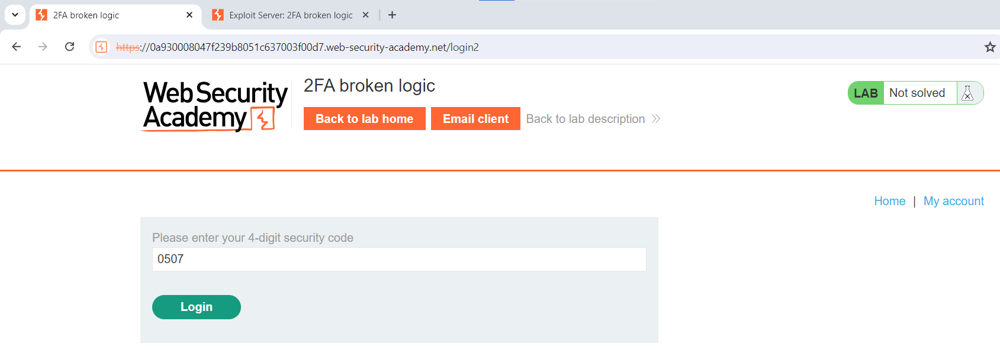 2FA broken logic
Exploit Server: 2FA broken logic
https://0a930008047f239b8051c637003f00d7.web-security-academy.net/login2
Web Security
Academy
2FA broken logic
Back to lab home
Email client
Back to lab description
LAB Not solved
Home | My account
Please enter your 4-digit security code
0507
Login